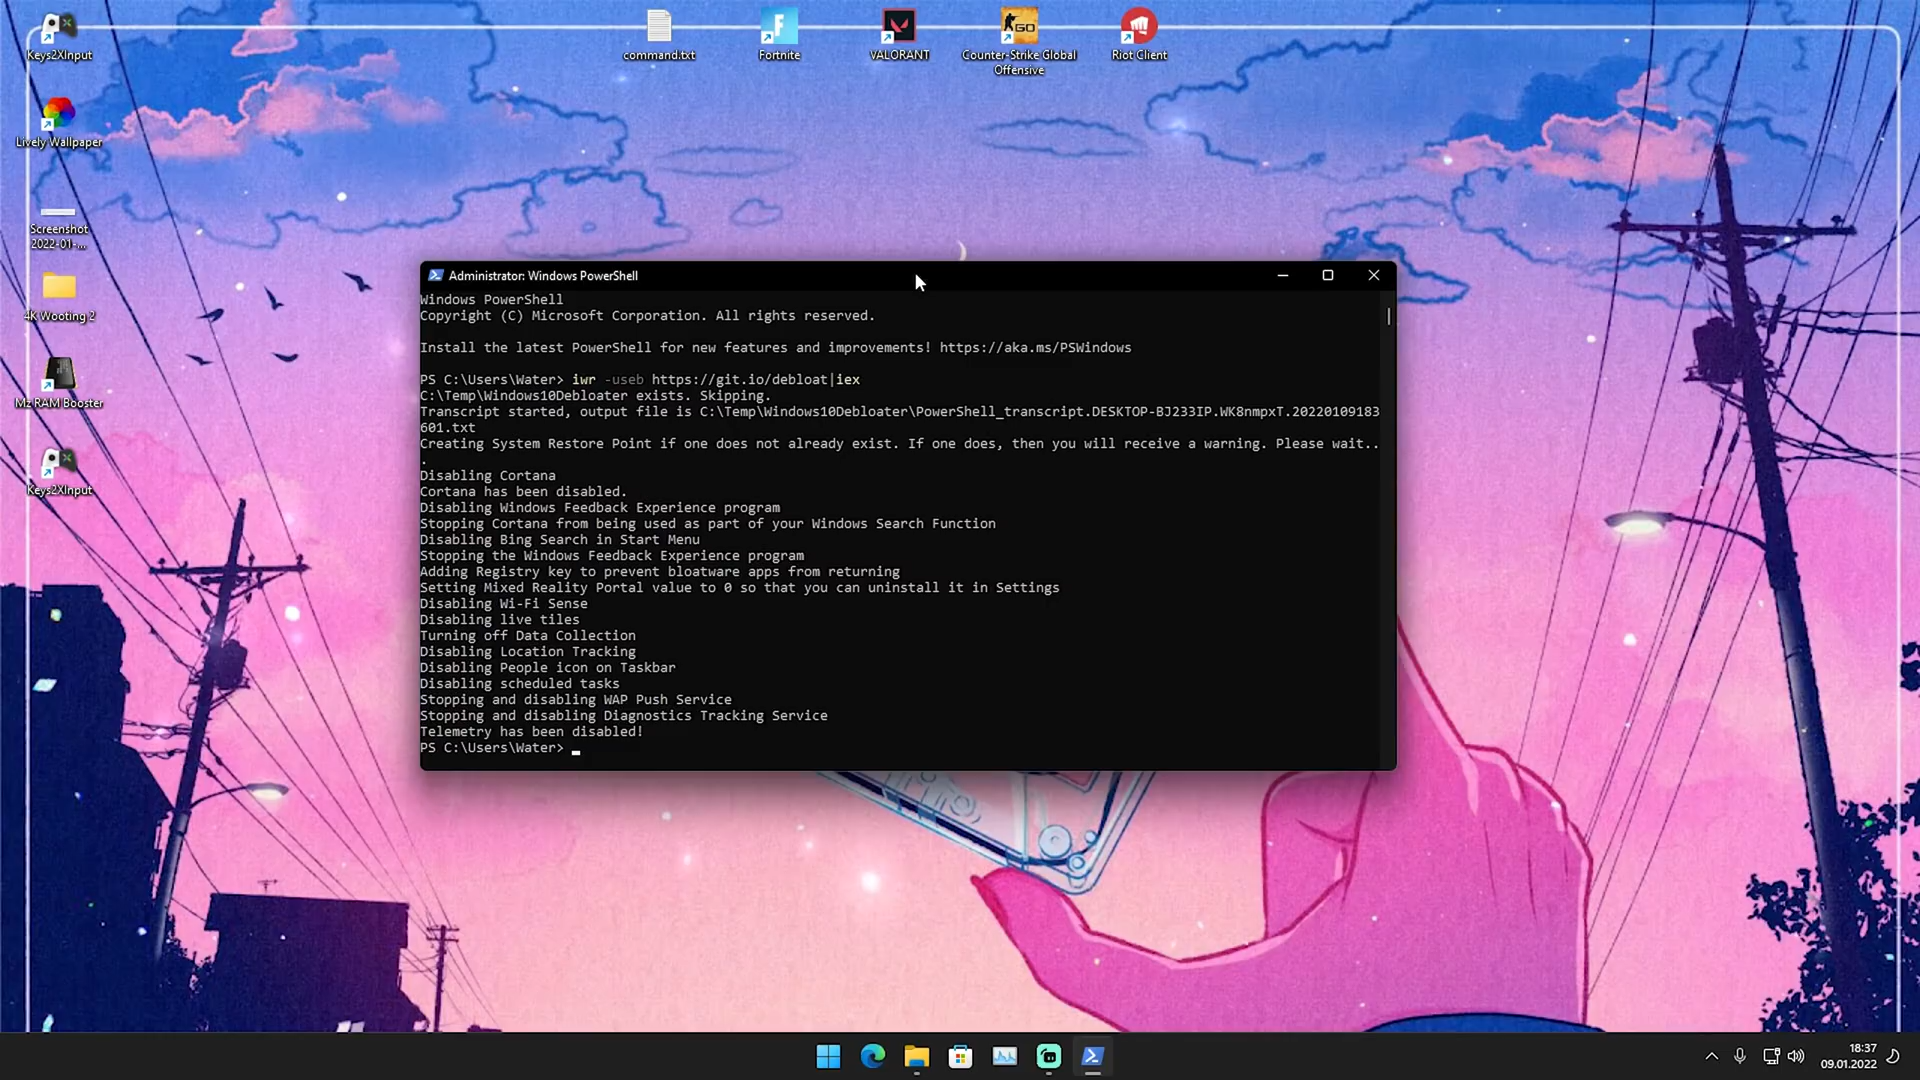 Keys2XInput
command.txt
Fortnite
VALORANT
Counter-Strike Global
Offensive
Riot Client
Lively Wallpaper
Screenshot
2022-01-...
4K Wooting 2
Mz RAM Booster
Keys2XInput
Administrator: Windows PowerShell
Windows PowerShell
Copyright (C) Microsoft Corporation. All rights reserved.
Install the latest PowerShell for new features and improvements! https://aka.ms/PSWindows
PS C:\Users\Water> iwr -useb https://git.io/debloat|iex
C:\Temp\Windows10Debloater exists. Skipping.
Transcript started, output file is C:\Temp\Windows10Debloater\PowerShell_transcript.DESKTOP-BJ233IP.WK8nmpxT.20220109183
601.txt
Creating System Restore Point if one does not already exist. If one does, then you will receive a warning. Please wait..
.
Disabling Cortana
Cortana has been disabled.
Disabling Windows Feedback Experience program
Stopping Cortana from being used as part of your Windows Search Function
Disabling Bing Search in Start Menu
Stopping the Windows Feedback Experience program
Adding Registry key to prevent bloatware apps from returning
Setting Mixed Reality Portal value to 0 so that you can uninstall it in Settings
Disabling Wi-Fi Sense
Disabling live tiles
Turning off Data Collection
Disabling Location Tracking
Disabling People icon on Taskbar
Disabling scheduled tasks
Stopping and disabling WAP Push Service
Stopping and disabling Diagnostics Tracking Service
Telemetry has been disabled!
PS C:\Users\Water>
18:37
09.01.2022